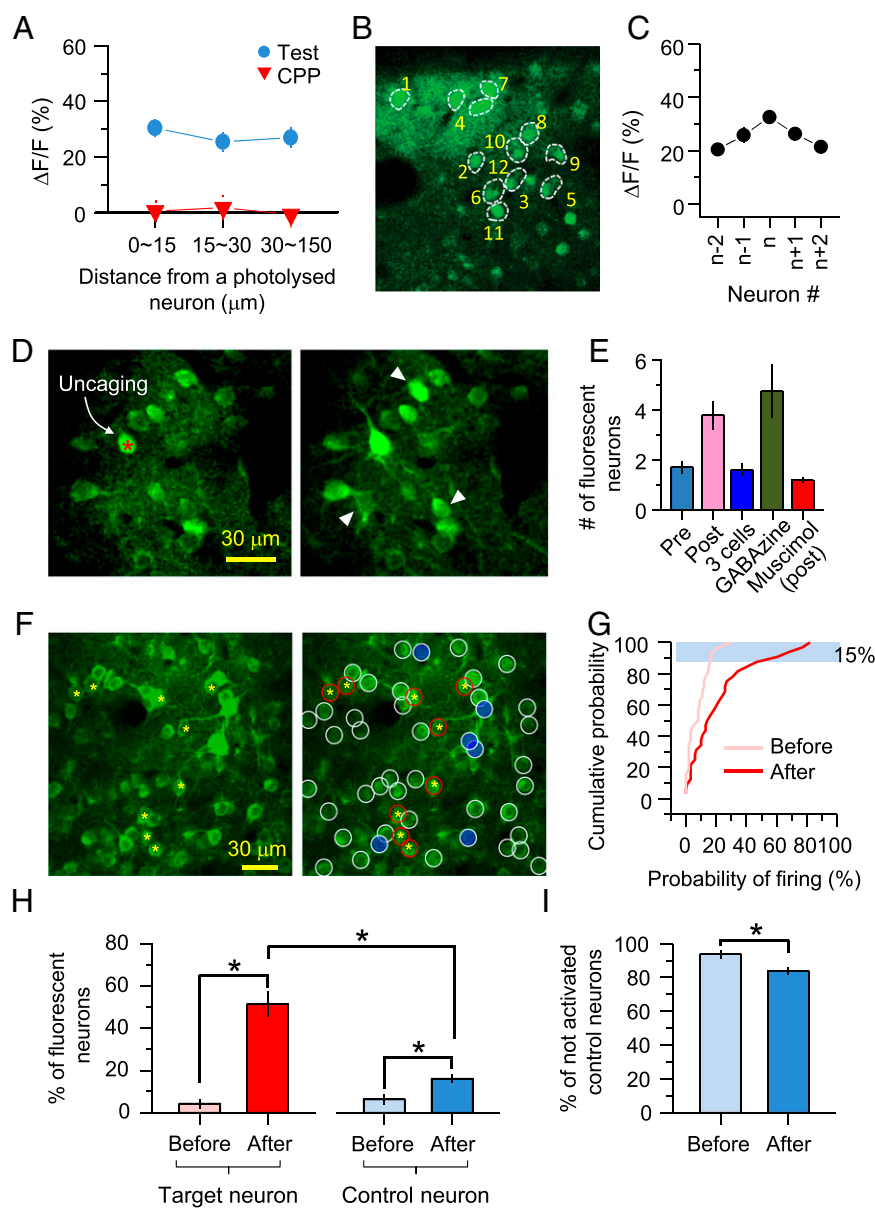 A
60
40
20
0
ΔF/F (%)
Test
CPP
0~15
15~30
30~150
Distance from a photolysed
neuron (μm)
B
1
7
4
8
10
2
9
12
6
3
5
11
C
60
40
20
0
ΔF/F (%)
n-2
n-1
n
n+1
n+2
Neuron #
D
Uncaging
*
30 μm
E
6
4
2
0
# of fluorescent
neurons
Pre
Post
3 cells
GABAzine
Muscimol
(post)
F
30 μm
G
100
80
60
40
20
0
Cumulative probability
15%
Before
After
0
20
40
60
80
100
Probability of firing (%)
H
80
60
40
20
0
% of fluorescent
neurons
*
*
*
Before
After
Before
After
Target neuron
Control neuron
I
100
80
60
40
20
0
% of not activated
control neurons
*
Before
After